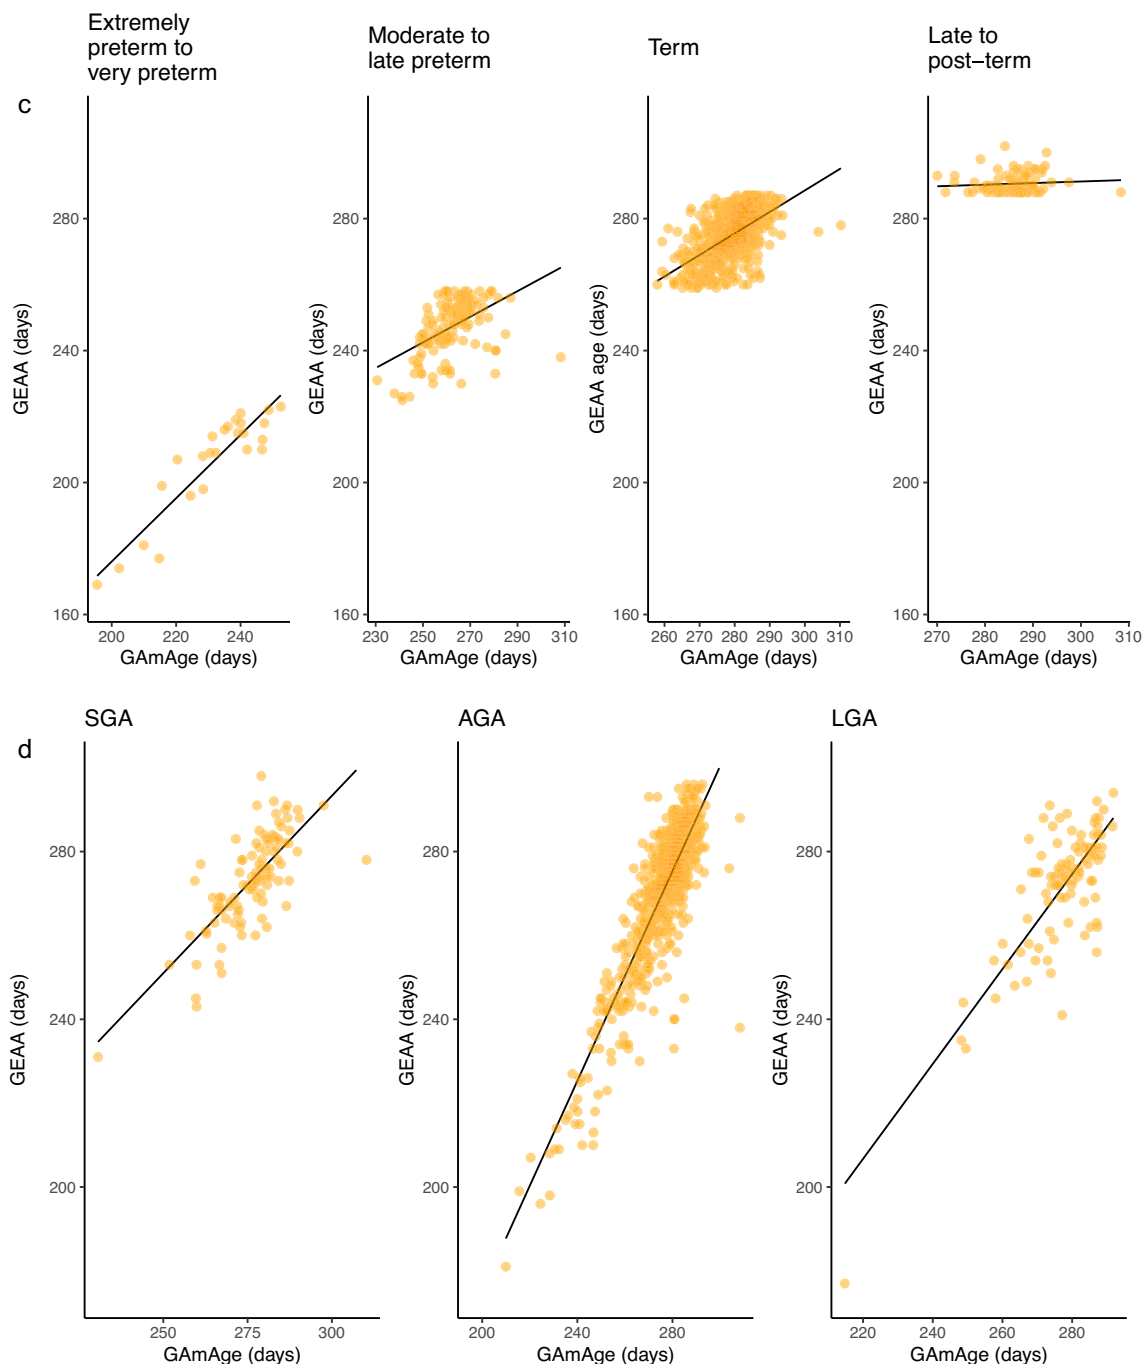 Extremely
preterm to
very preterm
Moderate to
late preterm
Term
Late to
post−term
c
GEAA (days)
280
240
200
160
200 220 240
GAmAge (days)
GEAA (days)
280
240
200
160
230 250 270 290 310
GAmAge (days)
GEAA age (days)
280
240
200
160
260 270 280 290 300 310
GAmAge (days)
GEAA (days)
280
240
200
160
270 280 290 300 310
GAmAge (days)
d
SGA
GEAA (days)
280
240
200
250 275 300
GAmAge (days)
AGA
GEAA (days)
280
240
200
200 240 280
GAmAge (days)
LGA
GEAA (days)
280
240
200
220 240 260 280
GAmAge (days)